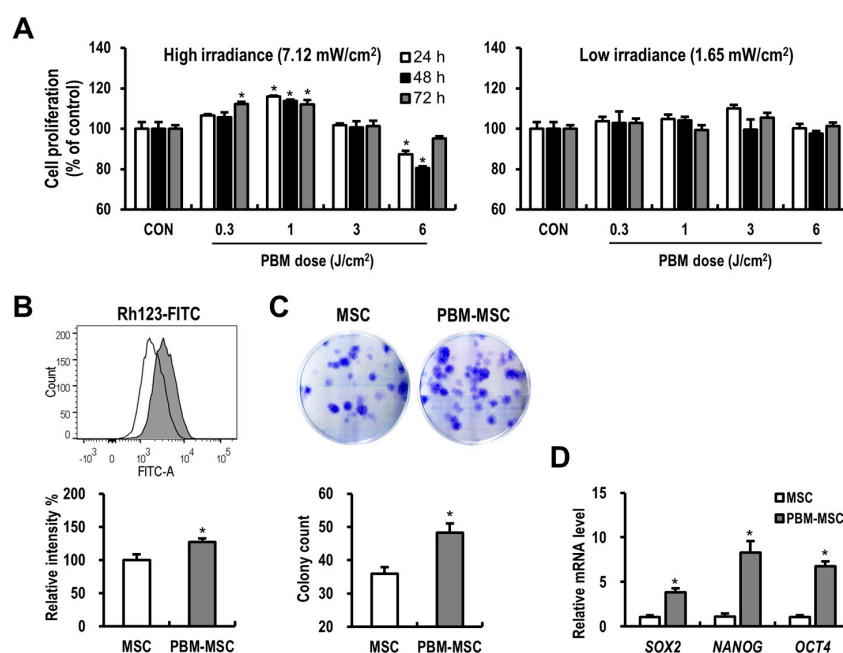 A
High irradiance (7.12 mW/cm²)
24 h
48 h
72 h
Cell proliferation
(% of control)
140
120
100
80
60
* * * * * *
CON 0.3 1 3 6
PBM dose (J/cm²)
Low irradiance (1.65 mW/cm²)
140
120
100
80
60
CON 0.3 1 3 6
PBM dose (J/cm²)
B
Rh123-FITC
Count
200
150
100
50
0
-10³ 0 10³ 10⁴ 10⁵
FITC-A
Relative intensity %
200
150
100
50
0
*
MSC PBM-MSC
C
MSC PBM-MSC
Colony count
60
50
40
30
20
*
MSC PBM-MSC
D
MSC
PBM-MSC
Relative mRNA level
15
10
5
0
* * *
SOX2 NANOG OCT4